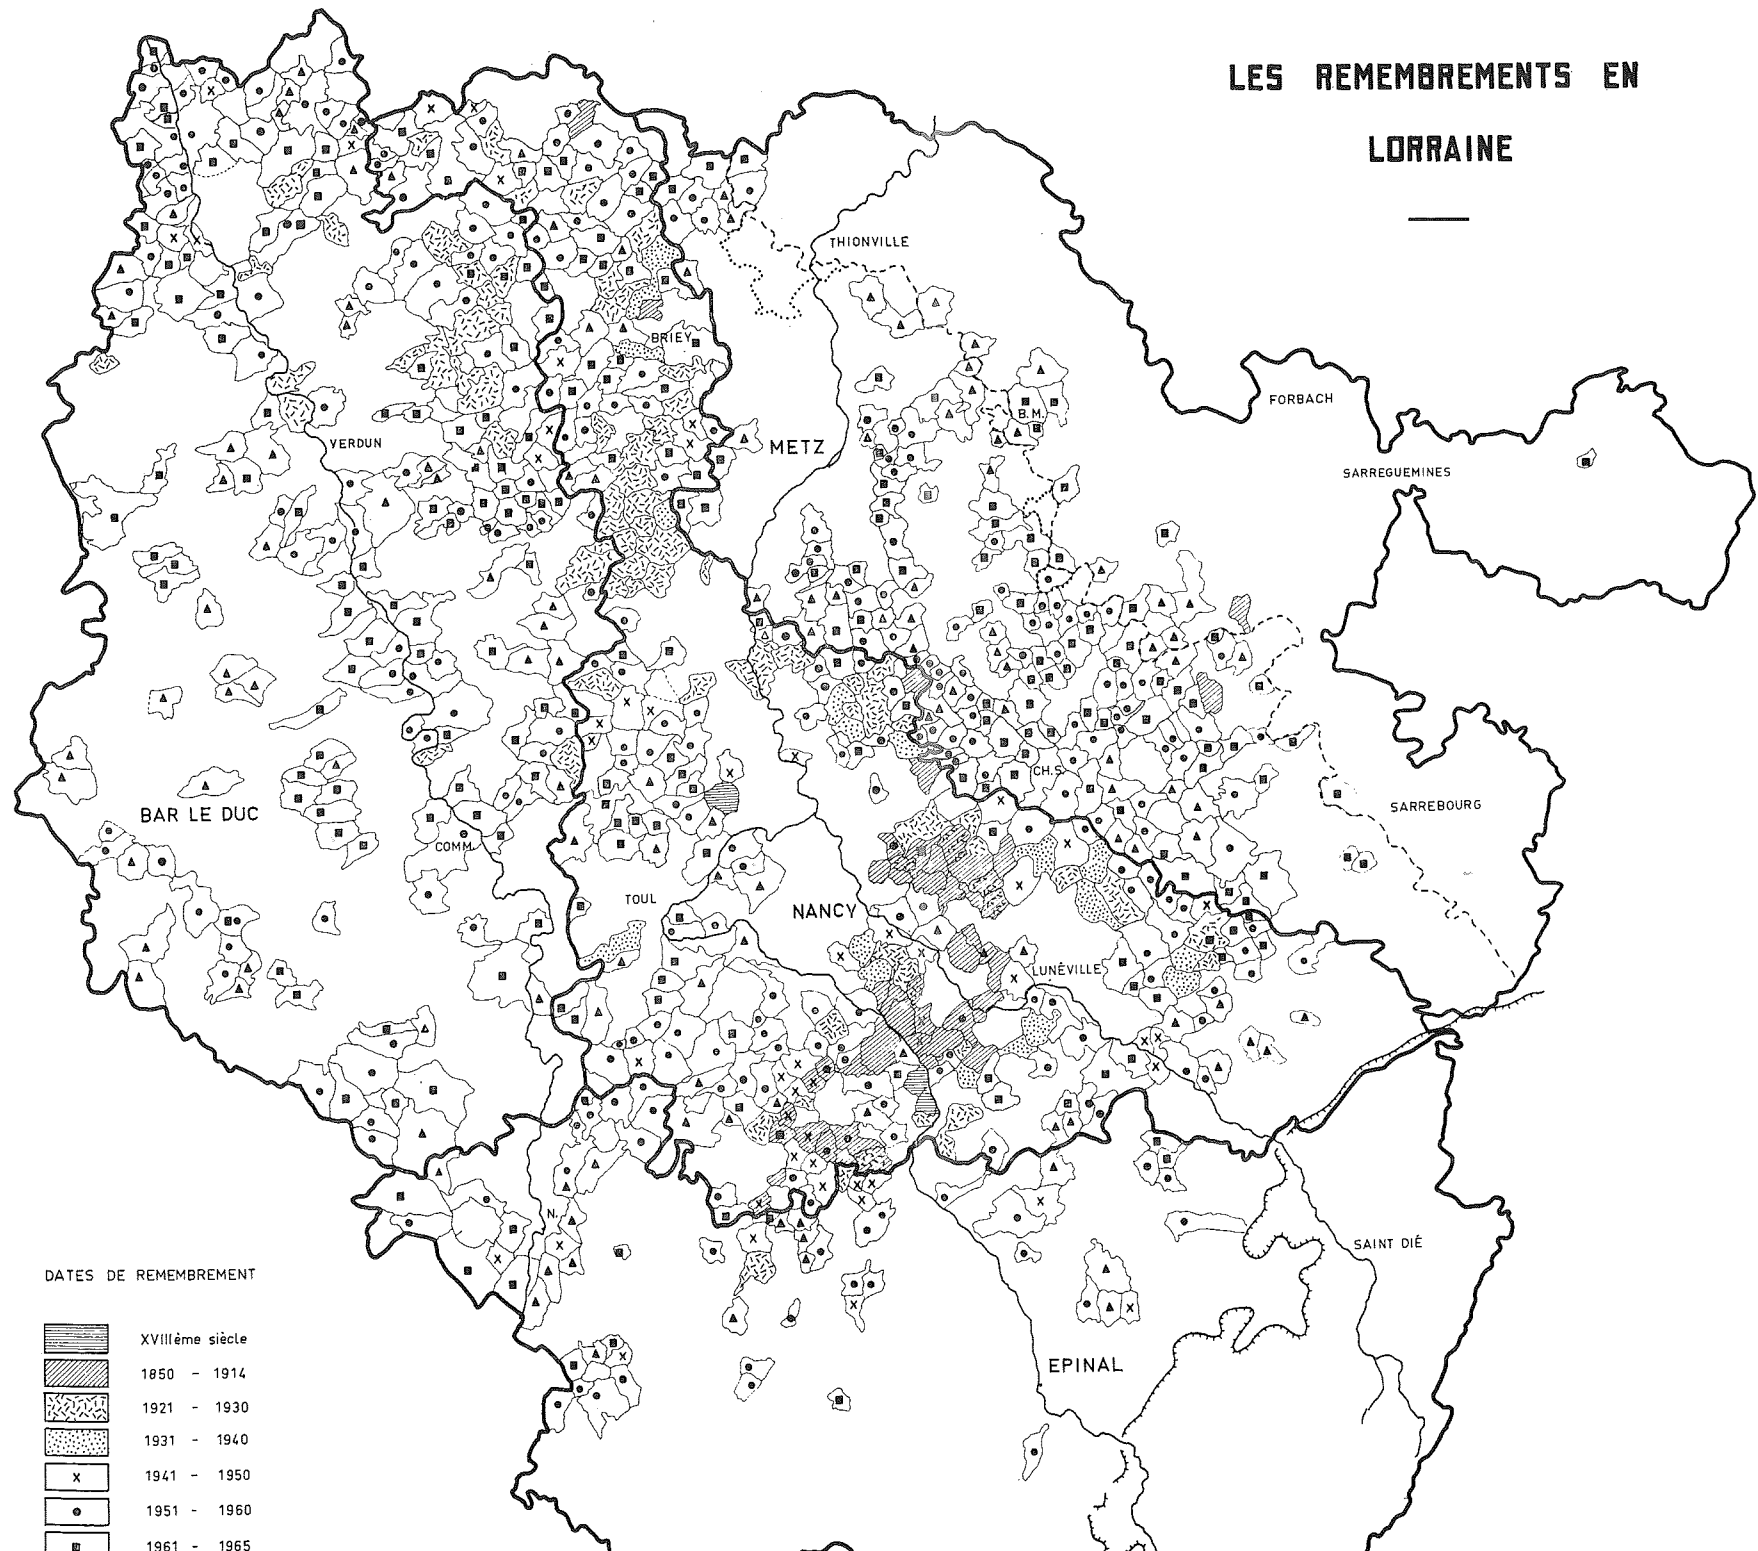 LES REMEMBREMENTS EN
LORRAINE
THIONVILLE
BRIEY
B.M.
FORBACH
VERDUN
METZ
SARREGUEMINES
CH.S.
BAR LE DUC
SARREBOURG
COMM.
TOUL
NANCY
LUNÉVILLE
N.
SAINT DIÉ
EPINAL
DATES DE REMEMBREMENT
XVIIIème siècle
1850 - 1914
1921 - 1930
1931 - 1940
x 1941 - 1950
1951 - 1960
1961 - 1965